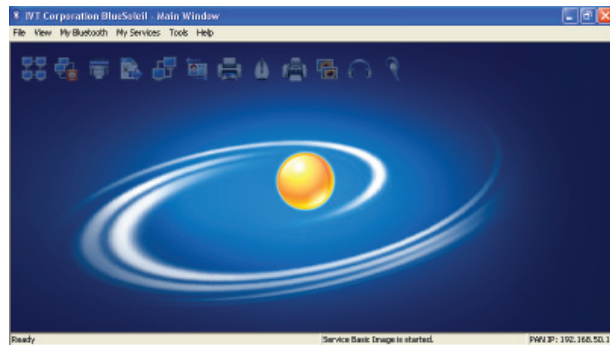 IVT Corporation BlueSoleil - Main Window
File View My Bluetooth My Services Tools Help
Ready Service Basic Image is started. PAN IP: 192.168.50.1